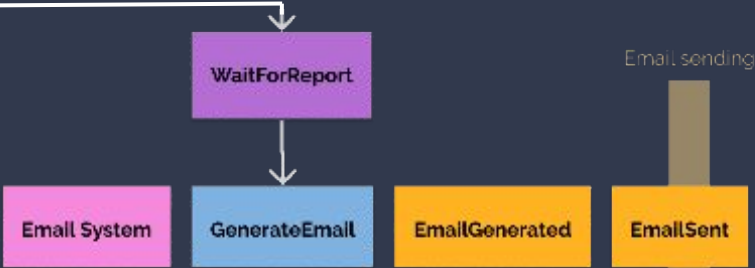 WaitForReport
Email sending
Email System
GenerateEmail
EmailGenerated
EmailSent